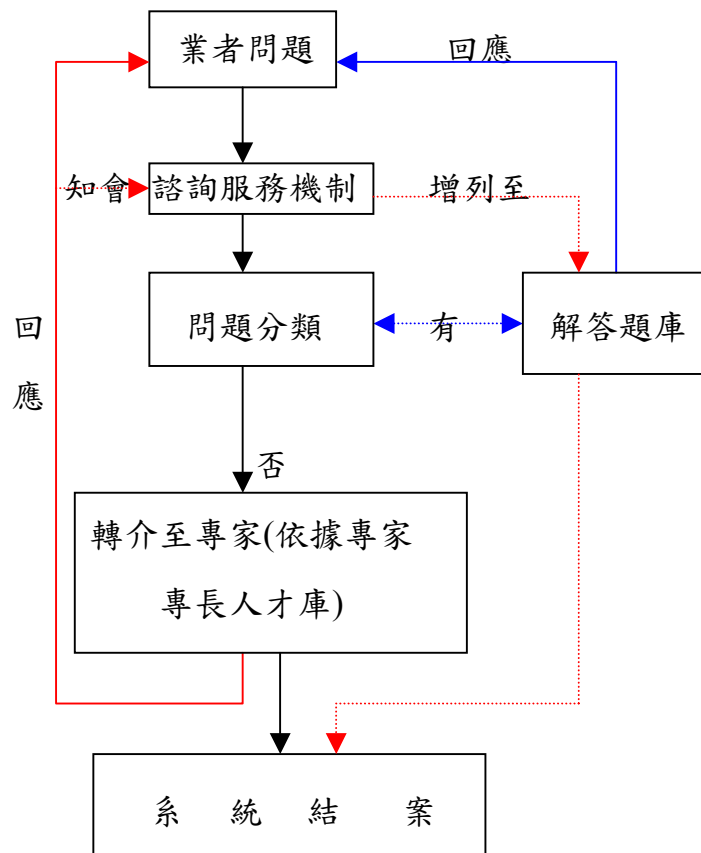 業者問題
回應
知會
諮詢服務機制
增列至
問題分類
有
解答題庫
回
應
否
轉介至專家(依據專家
專長人才庫)
系統結案